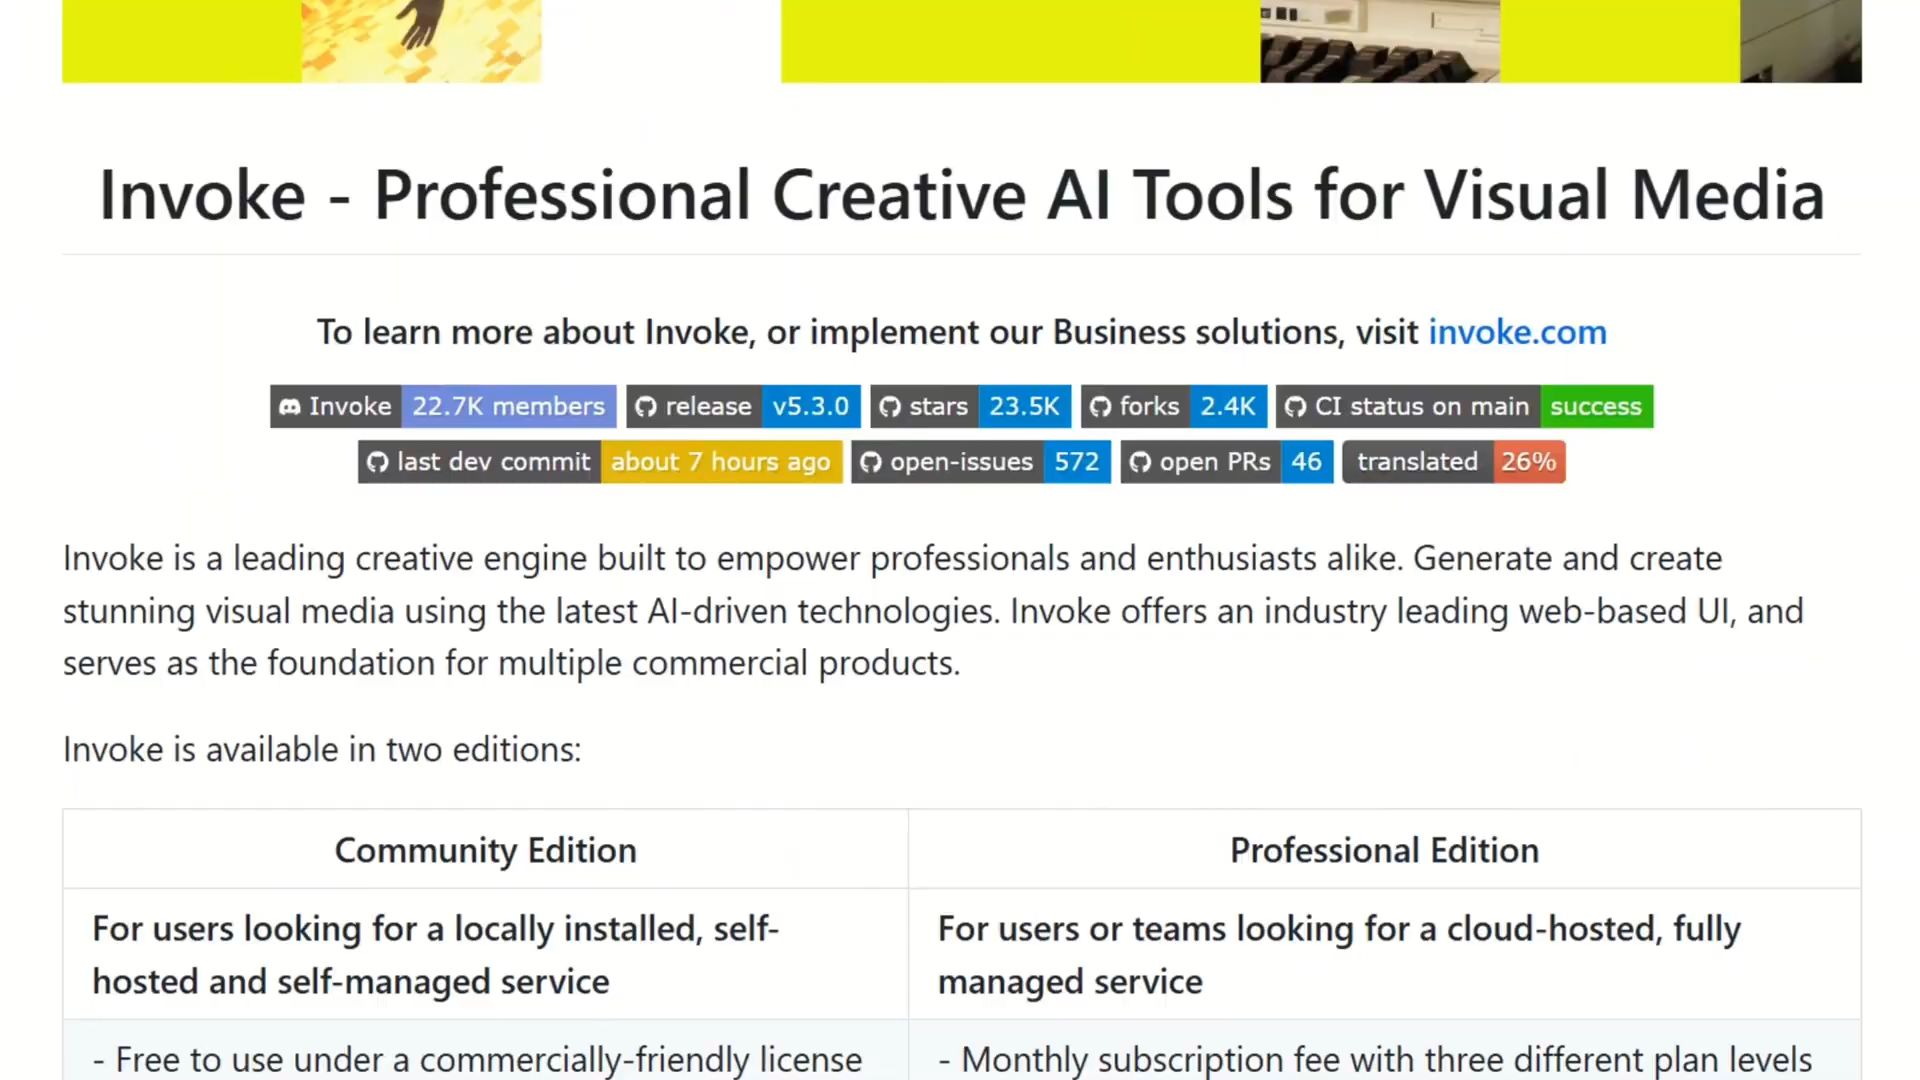 Invoke - Professional Creative AI Tools for Visual Media
To learn more about Invoke, or implement our Business solutions, visit invoke.com
Invoke 22.7K members release v5.3.0 stars 23.5K forks 2.4K CI status on main success
last dev commit about 7 hours ago open-issues 572 open PRs 46 translated 26%
Invoke is a leading creative engine built to empower professionals and enthusiasts alike. Generate and create
stunning visual media using the latest AI-driven technologies. Invoke offers an industry leading web-based UI, and
serves as the foundation for multiple commercial products.
Invoke is available in two editions:
Community Edition
Professional Edition
For users looking for a locally installed, self-
hosted and self-managed service
For users or teams looking for a cloud-hosted, fully
managed service
- Free to use under a commercially-friendly license
- Monthly subscription fee with three different plan levels